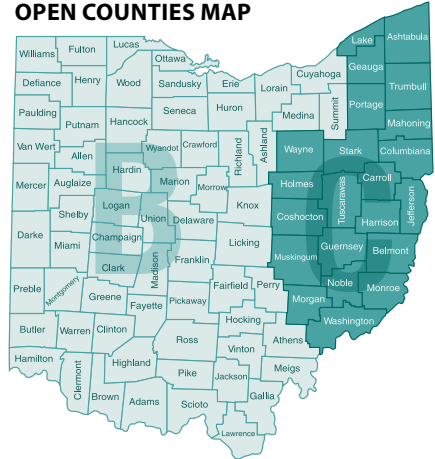 OPEN COUNTIES MAP
Williams
Fulton
Lucas
Ottawa
Lake
Ashtabula
Defiance
Henry
Wood
Sandusky
Erie
Lorain
Cuyahoga
Geauga
Trumbull
Paulding
Putnam
Hancock
Seneca
Huron
Medina
Summit
Portage
Mahoning
Van Wert
Allen
Wyandot
Crawford
Richland
Ashland
Wayne
Stark
Columbiana
B
C
Mercer
Auglaize
Hardin
Marion
Morrow
Knox
Holmes
Tuscarawas
Carroll
Jefferson
Shelby
Logan
Union
Delaware
Coshocton
Harrison
Darke
Miami
Champaign
Licking
Muskingum
Guernsey
Belmont
Clark
Madison
Franklin
Preble
Montgomery
Greene
Fayette
Pickaway
Fairfield
Perry
Morgan
Noble
Monroe
Butler
Warren
Clinton
Ross
Hocking
Athens
Washington
Hamilton
Clermont
Highland
Pike
Vinton
Jackson
Meigs
Brown
Adams
Scioto
Gallia
Lawrence